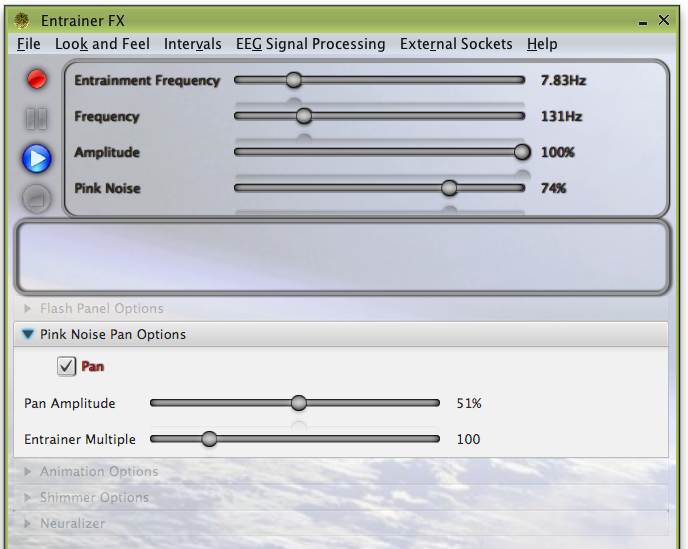 Entrainer FX
File Look and Feel Intervals EEG Signal Processing External Sockets Help
Entrainment Frequency 7.83Hz
Frequency 131Hz
Amplitude 100%
Pink Noise 74%
Flash Panel Options
Pink Noise Pan Options
Pan
Pan Amplitude 51%
Entrainer Multiple 100
Animation Options
Shimmer Options
Neuralizer